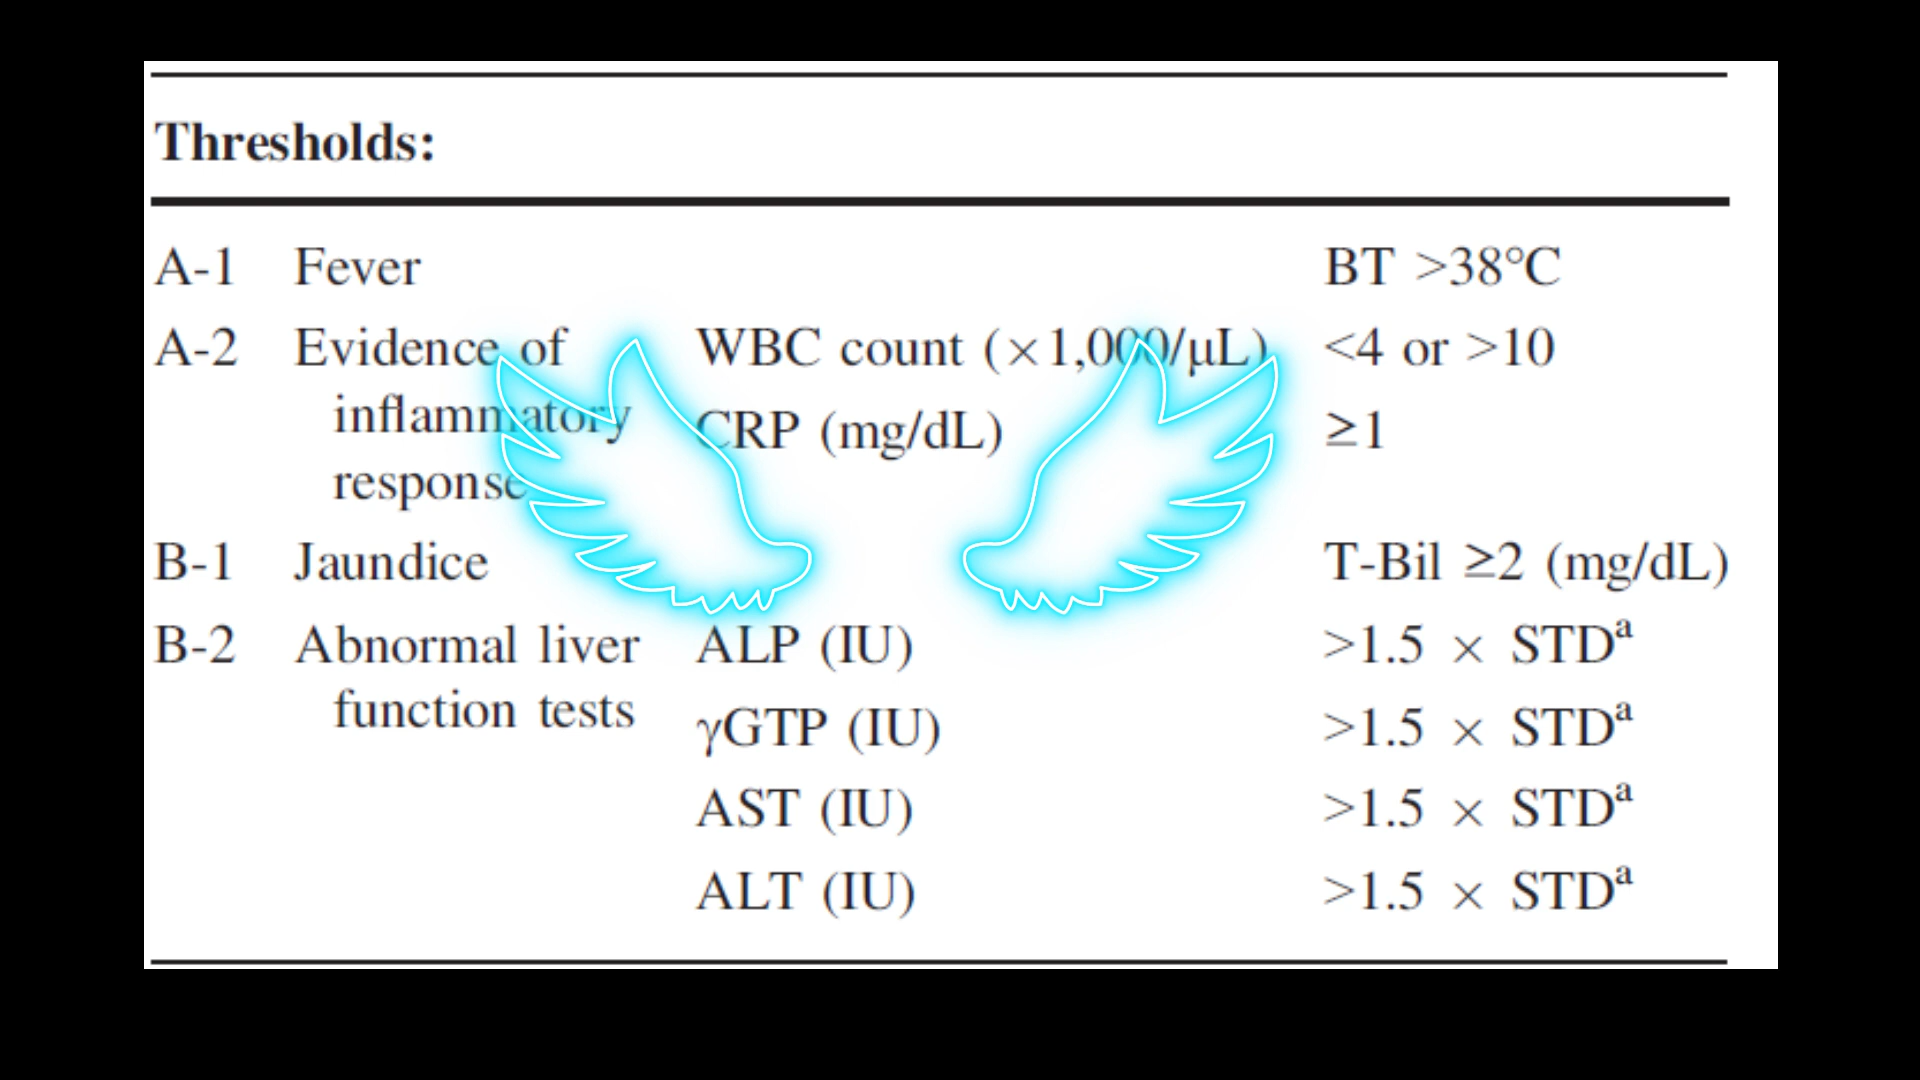 Thresholds:
A-1 Fever BT >38°C
A-2 Evidence of WBC count (×1,000/μL) <4 or >10
inflammatory CRP (mg/dL) ≥1
response
B-1 Jaundice T-Bil ≥2 (mg/dL)
B-2 Abnormal liver ALP (IU) >1.5 × STDᵃ
function tests γGTP (IU) >1.5 × STDᵃ
AST (IU) >1.5 × STDᵃ
ALT (IU) >1.5 × STDᵃ